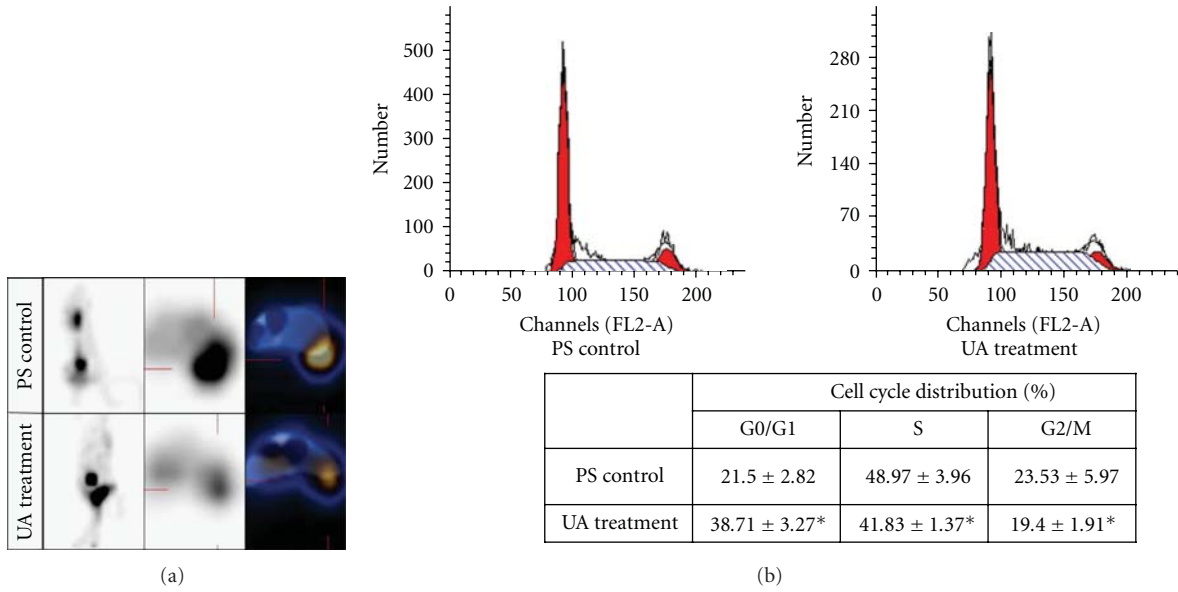 PS control
UA treatment
(a)
Number
500
400
300
200
100
0
0 50 100 150 200
Channels (FL2-A)
PS control
Number
280
210
140
70
0
0 50 100 150 200
Channels (FL2-A)
UA treatment
Cell cycle distribution (%)
G0/G1 S G2/M
PS control 21.5 ± 2.82 48.97 ± 3.96 23.53 ± 5.97
UA treatment 38.71 ± 3.27* 41.83 ± 1.37* 19.4 ± 1.91*
(b)